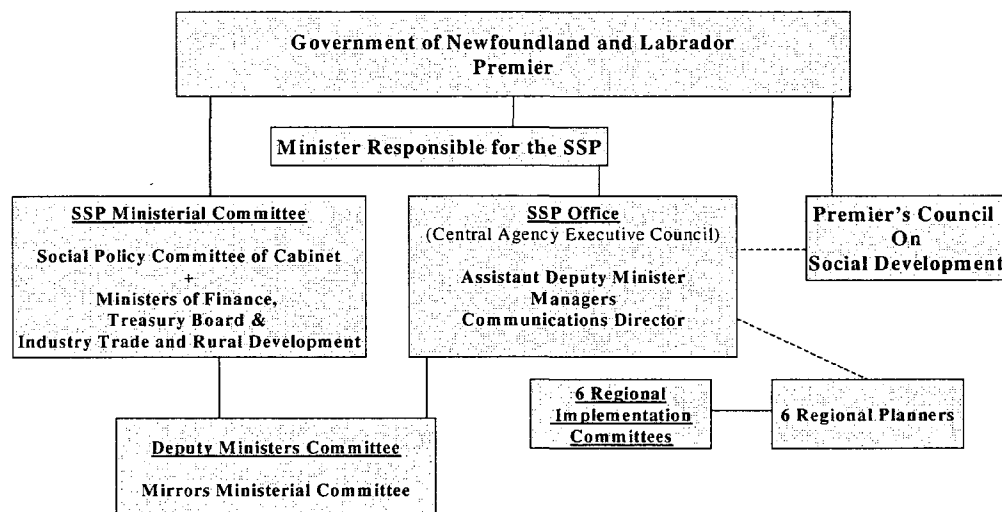 Government of Newfoundland and Labrador
Premier
Minister Responsible for the SSP
SSP Ministerial Committee
Social Policy Committee of Cabinet
+
Ministers of Finance,
Treasury Board &
Industry Trade and Rural Development
SSP Office
(Central Agency Executive Council)
Assistant Deputy Minister
Managers
Communications Director
Premier's Council
On
Social Development
6 Regional
Implementation
Committees
6 Regional Planners
Deputy Ministers Committee
Mirrors Ministerial Committee